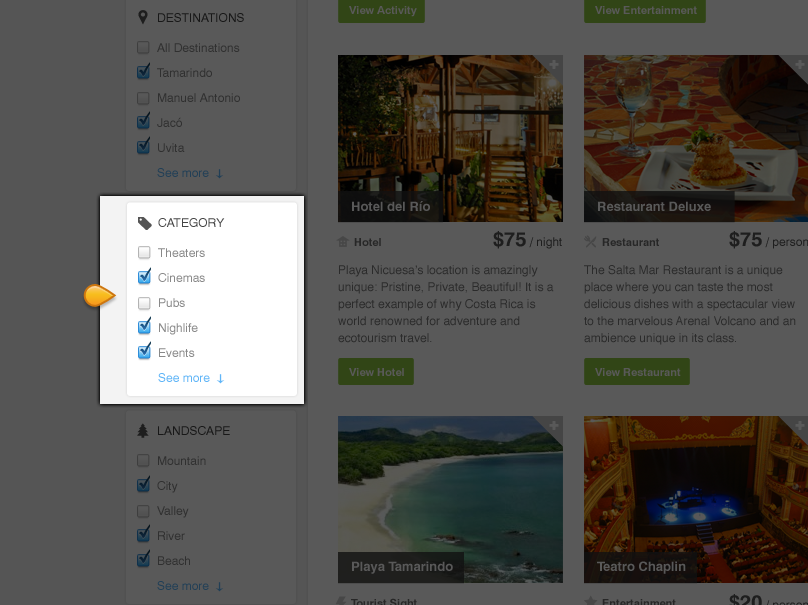 DESTINATIONS
All Destinations
Tamarindo
Manuel Antonio
Jacò
Uvita
See more ↓
CATEGORY
Theaters
Cinemas
Pubs
Nighlife
Events
See more ↓
LANDSCAPE
Mountain
City
Valley
River
Beach
See more ↓
View Activity
Hotel del Río
Hotel
$75 / night
Playa Nicuesa's location is amazingly
unique: Pristine, Private, Beautiful! It is a
perfect example of why Costa Rica is
world renowned for adventure and
ecotourism travel.
View Hotel
Playa Tamarindo
Tourist Sight
View Entertainment
Restaurant Deluxe
Restaurant
$75 / person
The Salta Mar Restaurant is a unique
place where you can taste the most
delicious dishes with a spectacular view
to the marvelous Arenal Volcano and an
ambience unique in its class.
View Restaurant
Teatro Chaplin
Entertainment
$20 / person